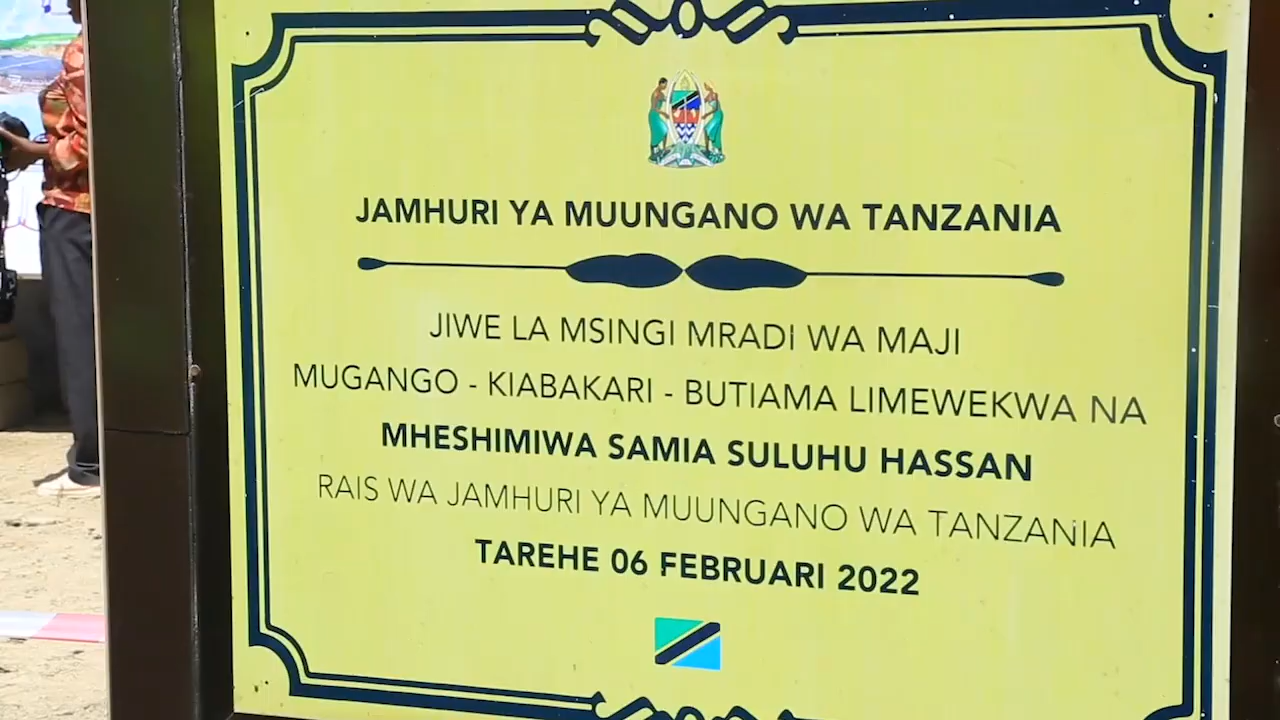 JAMHURI YA MUUNGANO WA TANZANIA
JIWE LA MSINGI MRADI WA MAJI
MUGANGO - KIABAKARI - BUTIAMA LIMEWEKWA NA
MHESHIMIWA SAMIA SULUHU HASSAN
RAIS WA JAMHURI YA MUUNGANO WA TANZANIA
TAREHE 06 FEBRUARI 2022